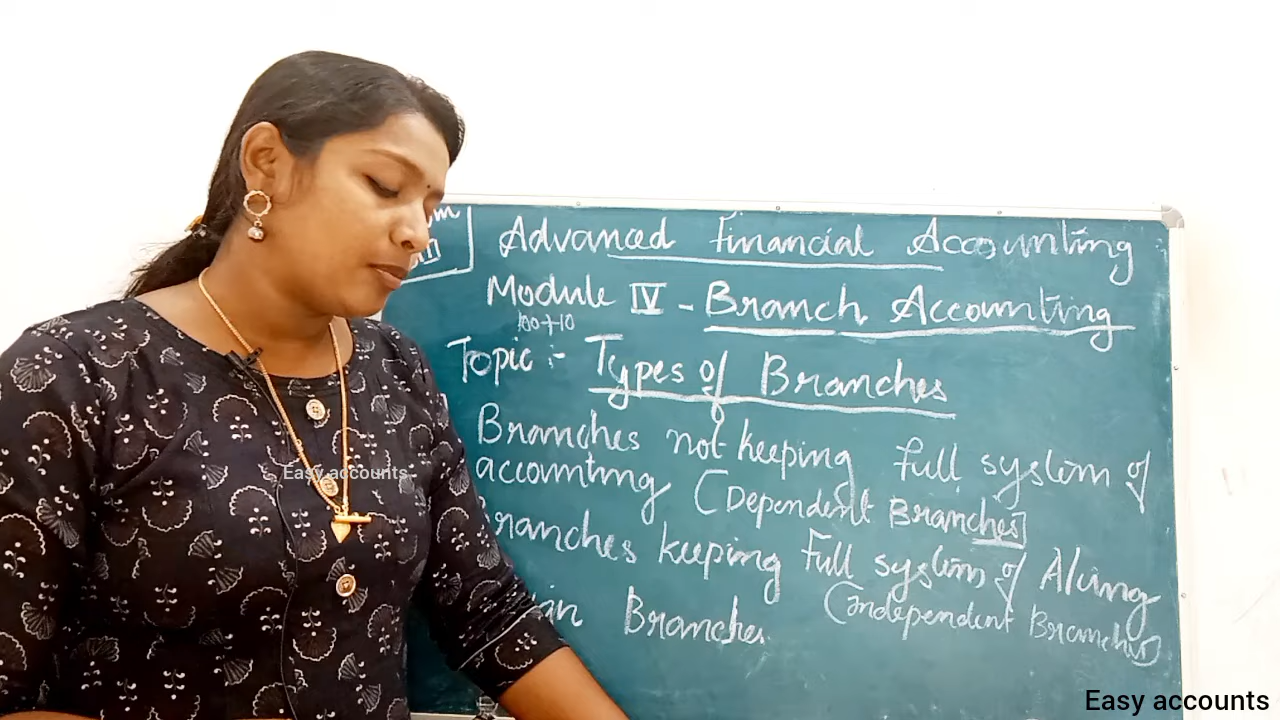 Advanced Financial Accounting
Module IV - Branch Accounting
100+10
Topic :- Types of Branches
Branches not keeping full system of
accounting (Dependent Branches)
ranches keeping Full system of A/cing
(independent Branches)
Branches.
Easy accounts
Easy accounts